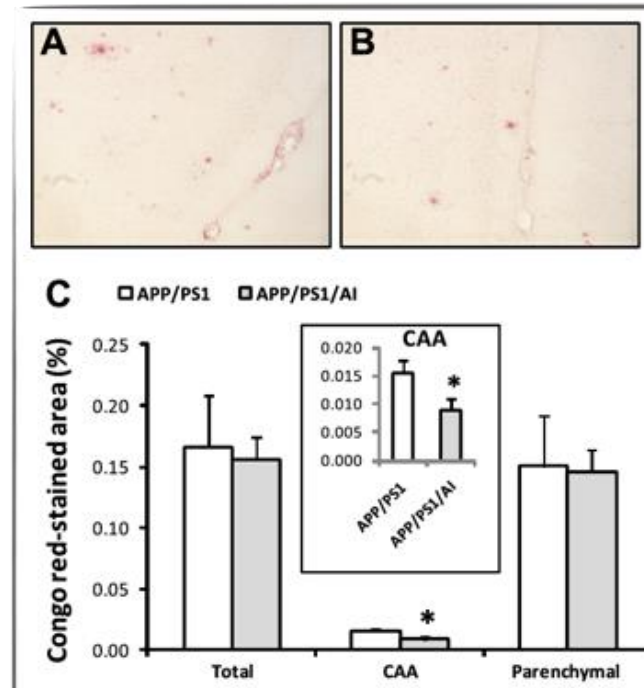 A
B
C
APP/PS1 APP/PS1/AI
Congo red-stained area (%)
0.25
0.20
0.15
0.10
0.05
0.00
CAA
0.020
0.015
0.010
0.005
0.000
*
APP/PS1
APP/PS1/AI
*
Total CAA Parenchymal